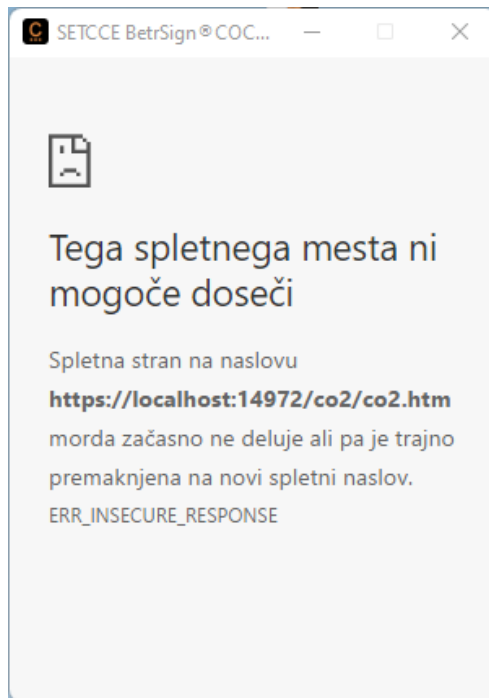 SETCCE BetrSign® COC...
Tega spletnega mesta ni
mogoče doseči
Spletna stran na naslovu
https://localhost:14972/co2/co2.htm
morda začasno ne deluje ali pa je trajno
premaknjena na novi spletni naslov.
ERR_INSECURE_RESPONSE